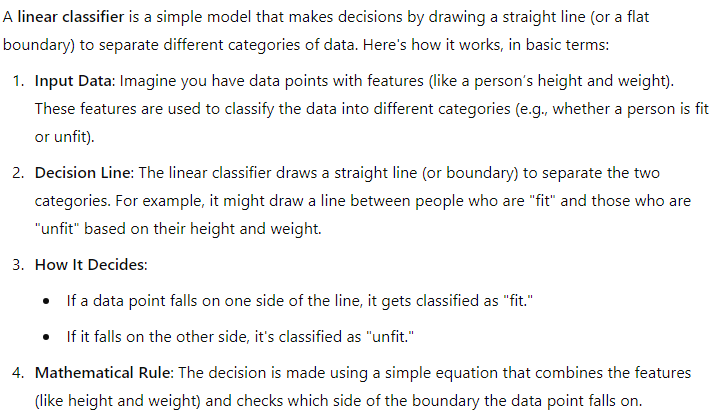 A linear classifier is a simple model that makes decisions by drawing a straight line (or a flat
boundary) to separate different categories of data. Here's how it works, in basic terms:
1. Input Data: Imagine you have data points with features (like a person's height and weight).
These features are used to classify the data into different categories (e.g., whether a person is fit
or unfit).
2. Decision Line: The linear classifier draws a straight line (or boundary) to separate the two
categories. For example, it might draw a line between people who are "fit" and those who are
"unfit" based on their height and weight.
3. How It Decides:
• If a data point falls on one side of the line, it gets classified as "fit."
• If it falls on the other side, it's classified as "unfit."
4. Mathematical Rule: The decision is made using a simple equation that combines the features
(like height and weight) and checks which side of the boundary the data point falls on.